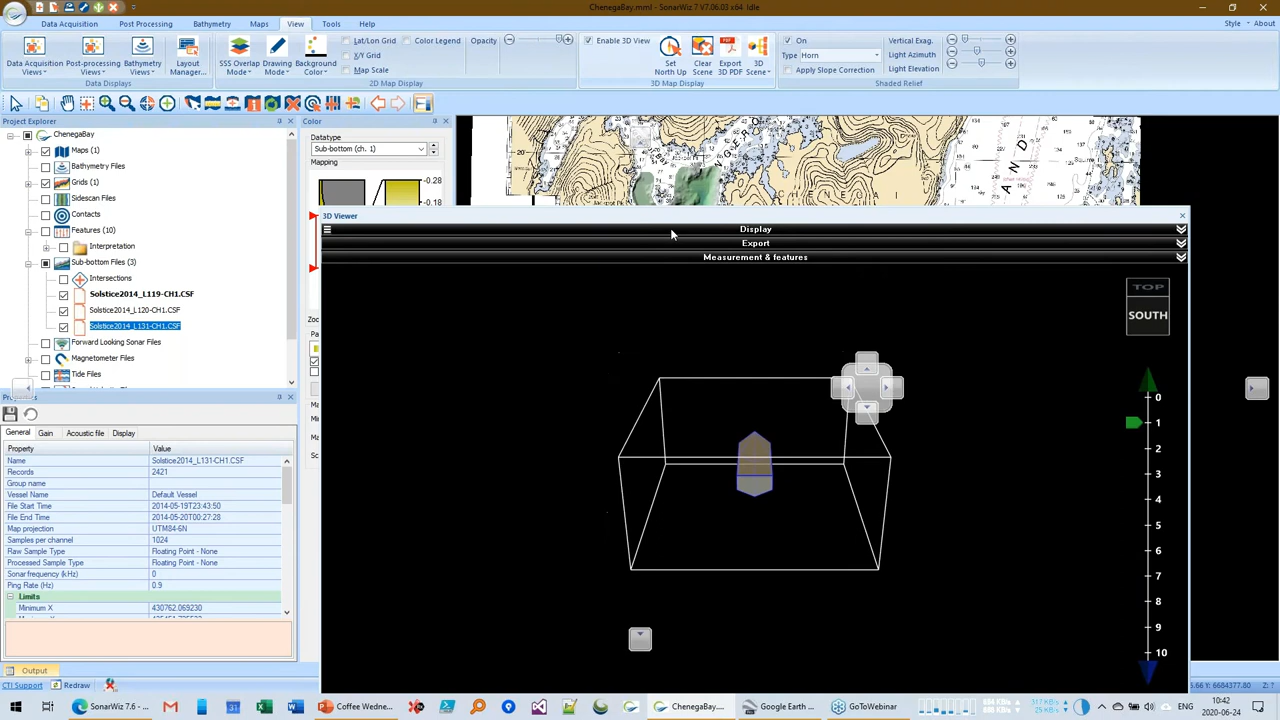 ChenegaBay.mml - SonarWiz 7 V7.06.03 x64 Idle
Data Acquisition Post Processing Bathymetry Maps View Tools Help Style About
Data Acquisition Views
Post-processing Views
Bathymetry Views
Layout Manager...
SSS Overlap Mode
Drawing Mode
Background Color
Lat/Lon Grid Color Legend Opacity
X/Y Grid
Map Scale
Enable 3D View
Set North Up
Clear Scene
Export 3D PDF
3D Scene
On
Type Horn
Apply Slope Correction
Vertical Exag.
Light Azimuth
Light Elevation
Data Displays 2D Map Display 3D Map Display Shaded Relief
Project Explorer
ChenegaBay
Maps (1)
Bathymetry Files
Grids (1)
Sidescan Files
Contacts
Features (10)
Interpretation
Sub-bottom Files (3)
Intersections
Solstice2014_L119-CH1.CSF
Solstice2014_L120-CH1.CSF
Solstice2014_L131-CH1.CSF
Forward Looking Sonar Files
Magnetometer Files
Tide Files
Color
Datatype
Sub-bottom (ch. 1)
Mapping
-0.28
-0.18
3D Viewer
Display
Export
Measurement & features
TOP
SOUTH
0
1
2
3
4
5
6
7
8
9
10
General Gain Acoustic file Display
Property Value
Name Solstice2014_L131-CH1.CSF
Records 2421
Group name
Vessel Name Default Vessel
File Start Time 2014-05-19T23:43:50
File End Time 2014-05-20T00:27:28
Map projection UTM84-6N
Samples per channel 1024
Raw Sample Type Floating Point - None
Processed Sample Type Floating Point - None
Sonar frequency (kHz) 0
Ping Rate (Hz) 0.9
Limits
Minimum X 430762.069230
Output
CTI Support Redraw
5.66 Y: 6684377.80 Z: ?
SonarWiz 7.6 - ...
Coffee Wedne...
ChenegaBay....
Google Earth ...
GoToWebinar
ENG
10:42
2020-06-24